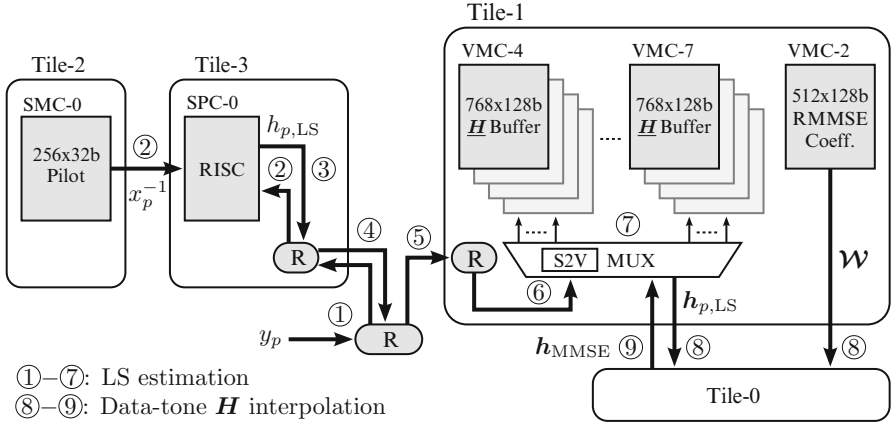 Tile-1
Tile-2
Tile-3
VMC-4
VMC-7
VMC-2
SMC-0
SPC-0
256x32b
Pilot
②
x_p^{-1}
RISC
h_{p,LS}
②
③
R
④
768x128b
H Buffer
.....
768x128b
H Buffer
512x128b
RMMSE
Coeff.
.....
⑦
.....
⑤
R
S2V
MUX
⑥
W
h_{p,LS}
①
y_p
R
h_{MMSE}
⑨
⑧
⑧
Tile-0
①–⑦: LS estimation
⑧–⑨: Data-tone H interpolation